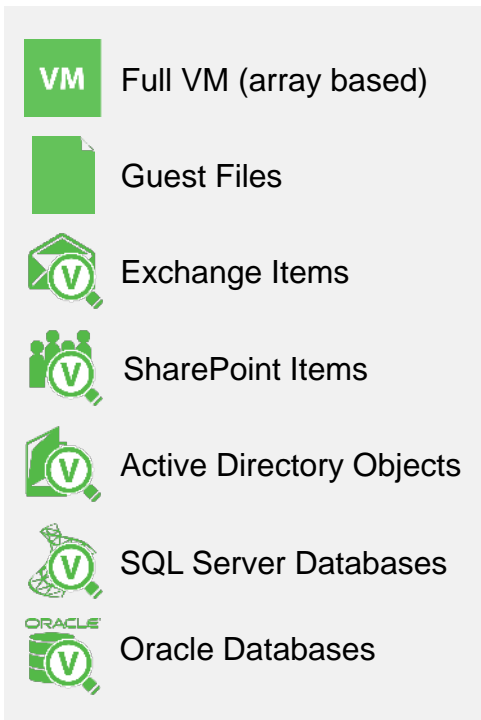 VM Full VM (array based)
Guest Files
V Exchange Items
V SharePoint Items
V Active Directory Objects
V SQL Server Databases
ORACLE
V Oracle Databases